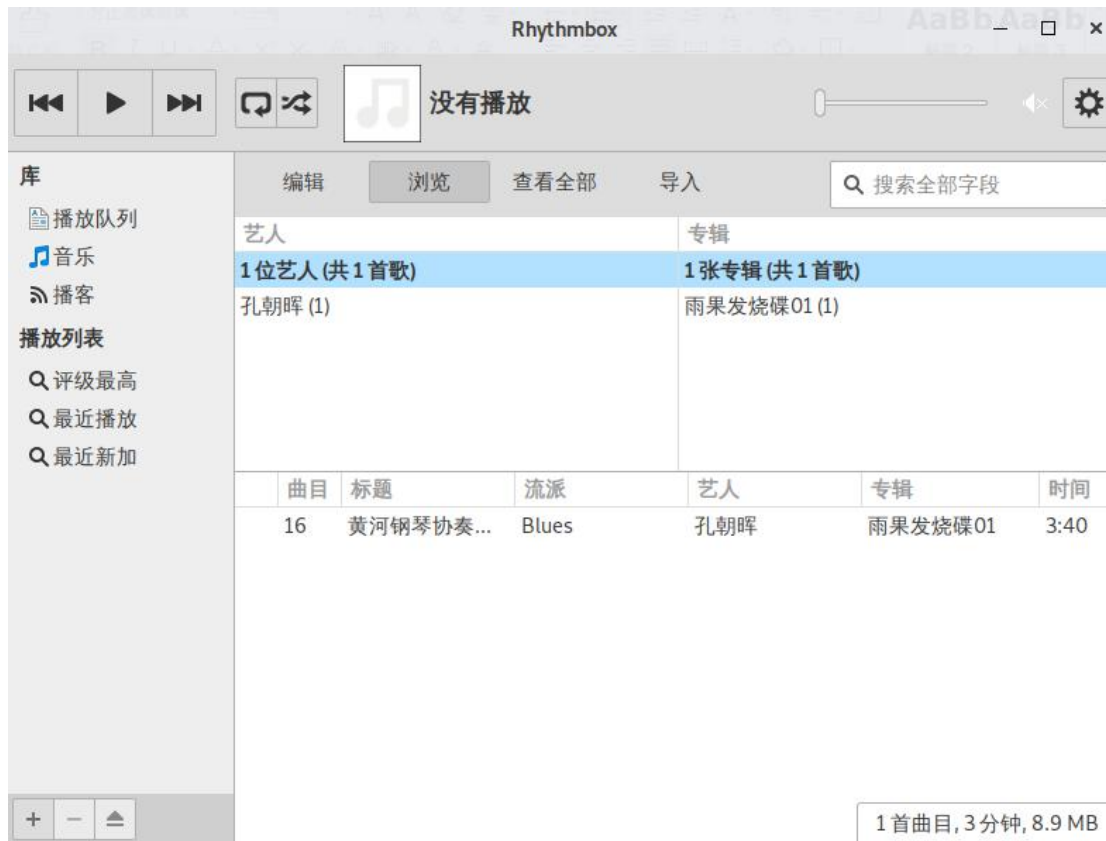 Rhythmbox
没有播放
库
编辑 浏览 查看全部 导入 搜索全部字段
播放队列
音乐
播客
播放列表
评级最高
最近播放
最近新加
艺人 专辑
1位艺人 (共1首歌) 1张专辑 (共1首歌)
孔朝晖 (1) 雨果发烧碟01 (1)
曲目 标题 流派 艺人 专辑 时间
16 黄河钢琴协奏... Blues 孔朝晖 雨果发烧碟01 3:40
1首曲目, 3分钟, 8.9 MB